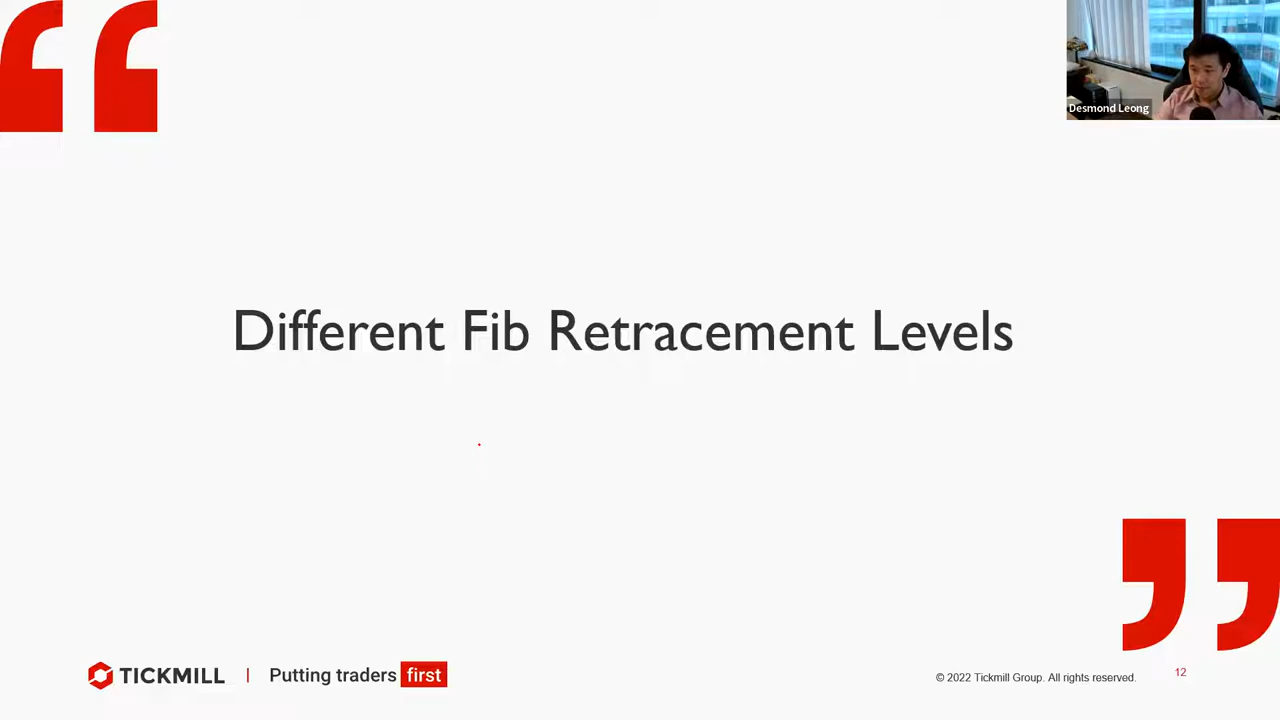 Desmond Leong
Different Fib Retracement Levels
TICKMILL | Putting traders first
© 2022 Tickmill Group. All rights reserved.
12